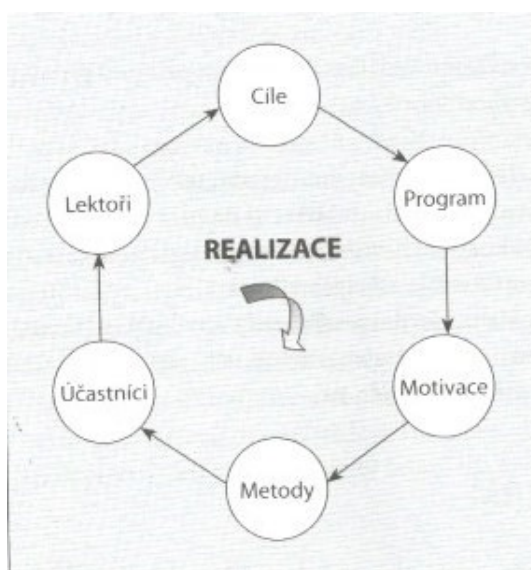 Cíle
Program
Motivace
Metody
Účastníci
Lektoři
REALIZACE